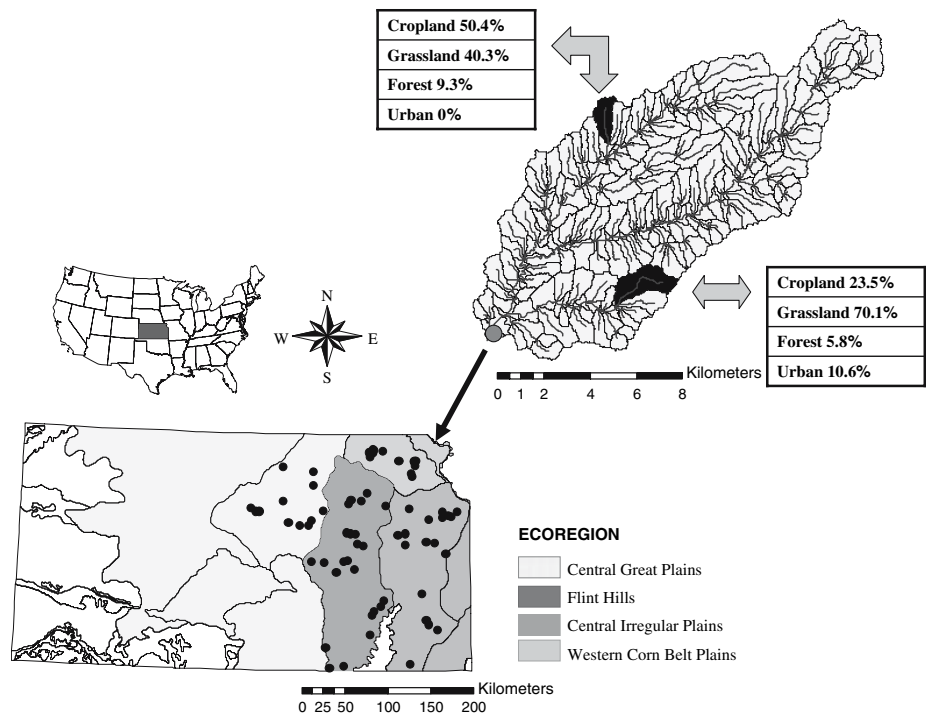 Cropland 50.4%
Grassland 40.3%
Forest 9.3%
Urban 0%
Cropland 23.5%
Grassland 70.1%
Forest 5.8%
Urban 10.6%
N
W E
S
Kilometers
0 1 2 4 6 8
ECOREGION
Central Great Plains
Flint Hills
Central Irregular Plains
Western Corn Belt Plains
Kilometers
0 25 50 100 150 200